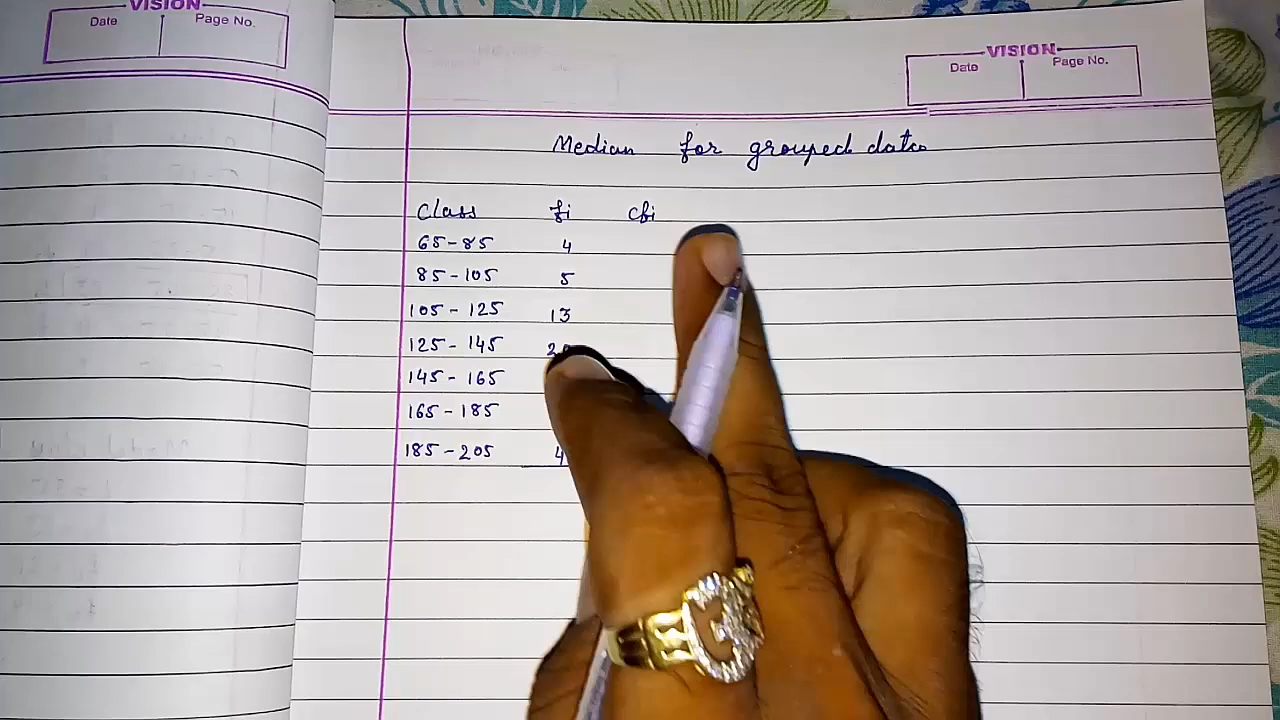 VISION
Date Page No.
VISION
Date Page No.
Median for grouped data
Class fi cfi
65-85 4
85-105 5
105-125 13
125-145
145-165
165-185
185-205 4